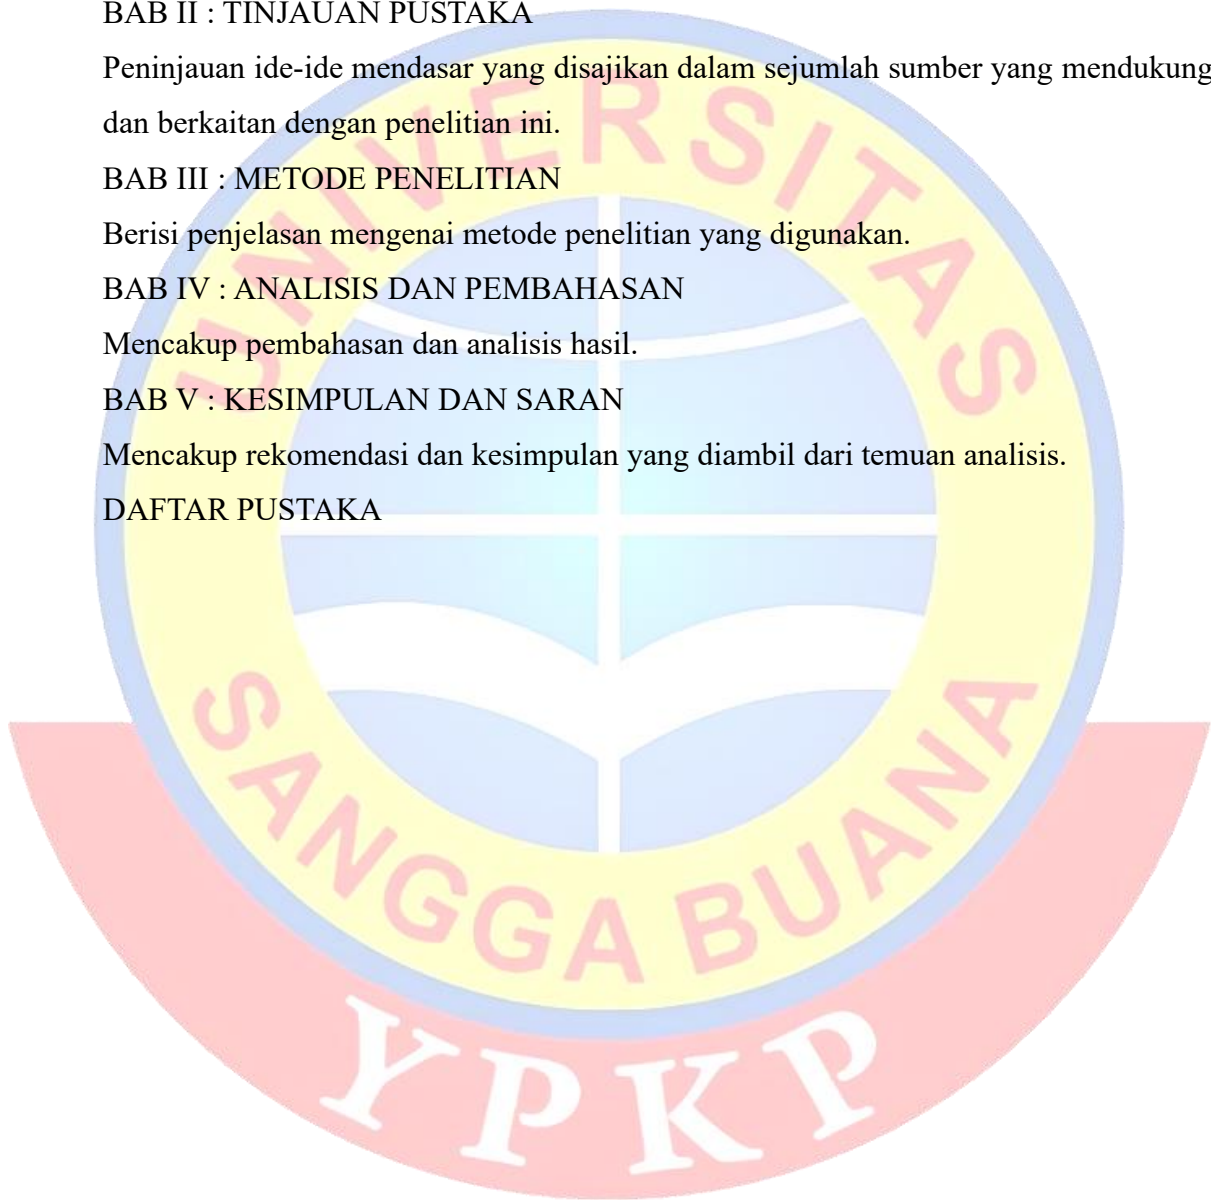 BAB II : TINJAUAN PUSTAKA
Peninjauan ide-ide mendasar yang disajikan dalam sejumlah sumber yang mendukung
dan berkaitan dengan penelitian ini.
BAB III : METODE PENELITIAN
Berisi penjelasan mengenai metode penelitian yang digunakan.
BAB IV : ANALISIS DAN PEMBAHASAN
Mencakup pembahasan dan analisis hasil.
BAB V : KESIMPULAN DAN SARAN
Mencakup rekomendasi dan kesimpulan yang diambil dari temuan analisis.
DAFTAR PUSTAKA
UNIVERSITAS
SANGGA BUANA
YPKP